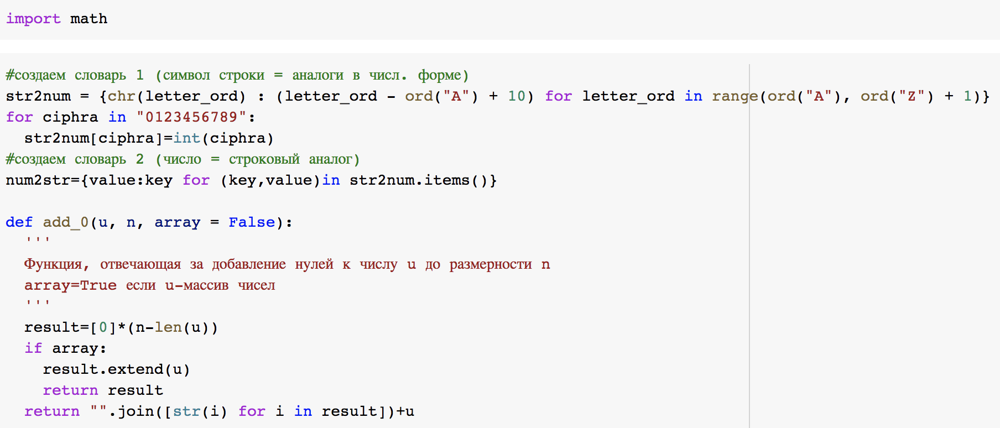 import math
#создаем словарь 1 (символ строки = аналоги в числ. форме)
str2num = {chr(letter_ord) : (letter_ord - ord("A") + 10) for letter_ord in range(ord("A"), ord("Z") + 1)}
for ciphra in "0123456789":
  str2num[ciphra]=int(ciphra)
#создаем словарь 2 (число = строковый аналог)
num2str={value:key for (key,value)in str2num.items()}
def add_0(u, n, array = False):
  '''
  Функция, отвечающая за добавление нулей к числу u до размерности n
  array=True если u-массив чисел
  '''
  result=[0]*(n-len(u))
  if array:
    result.extend(u)
    return result
  return "".join([str(i) for i in result])+u